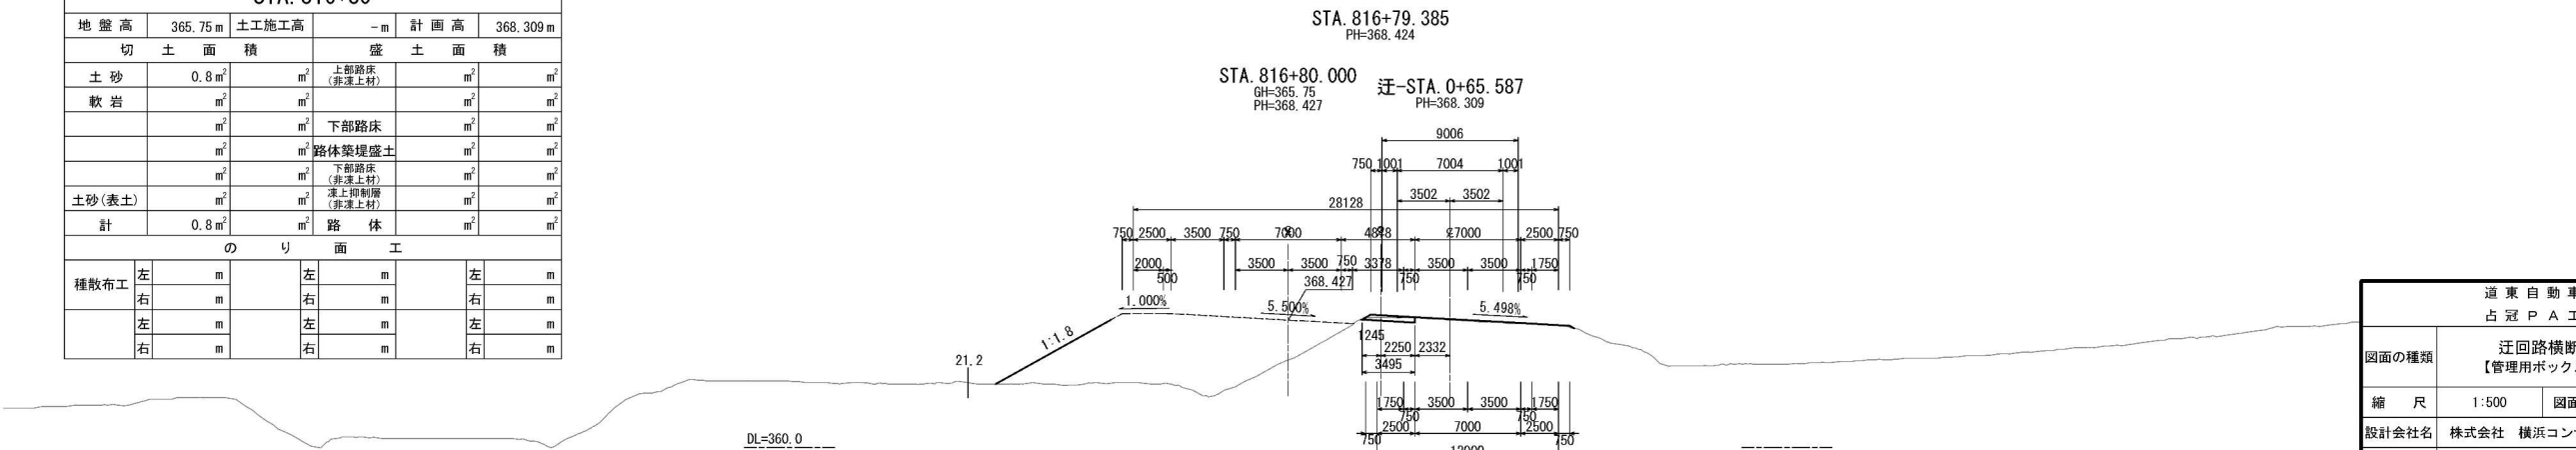 地 盤 高 365.75 m 土工施工高 - m 計 画 高 368.309 m
切 土 面 積 盛 土 面 積
土 砂 0.8 m² m² 上部路床(非凍上材) m² m²
軟 岩 m² m² m² m²
m² m² 下部路床 m² m²
m² m² 路体築堤盛土 m² m²
m² m² 下部路床(非凍上材) m² m²
土砂(表土) m² m² 凍上抑制層(非凍上材) m² m²
計 0.8 m² m² 路 体 m² m²
の り 面 工
種散布工 左 m 左 m 左 m
右 m 右 m 右 m
左 m 左 m 左 m
右 m 右 m 右 m
STA. 816+79.385
PH=368.424
STA. 816+80.000
GH=365.75
PH=368.427
迂-STA. 0+65.587
PH=368.309
9006
750 1001 7004 1001
3502 3502
28128
750 2500 3500 750 7000 4878 7000 2500 750
2000 3500 3500 750 3378 3500 3500 1750
500 750 750
368.427
1.000% 5.500% 5.498%
1:1.8
1245
2250 2332
3495
21.2
1750 3500 3500 1750
750 750
2500 7000 2500
750 750
DL=360.0
道 東 自 動
占 冠 P A
図面の種類 迂回路横
【管理用ボック
縮 尺 1:500 図
設計会社名 株式会社 横浜コン